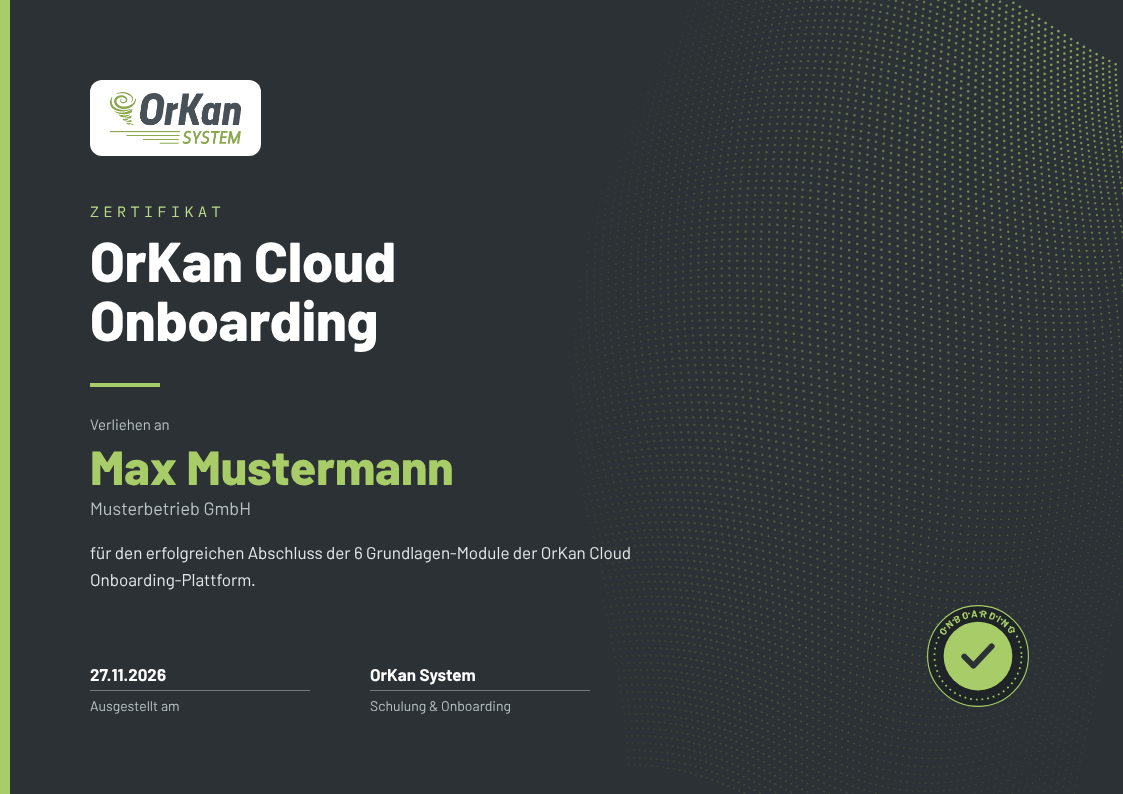 OrKan
SYSTEM
ZERTIFIKAT
OrKan Cloud
Onboarding
Verliehen an
Max Mustermann
Musterbetrieb GmbH
für den erfolgreichen Abschluss der 6 Grundlagen-Module der OrKan Cloud
Onboarding-Plattform.
ONBOARDING
27.11.2026
OrKan System
Ausgestellt am
Schulung & Onboarding